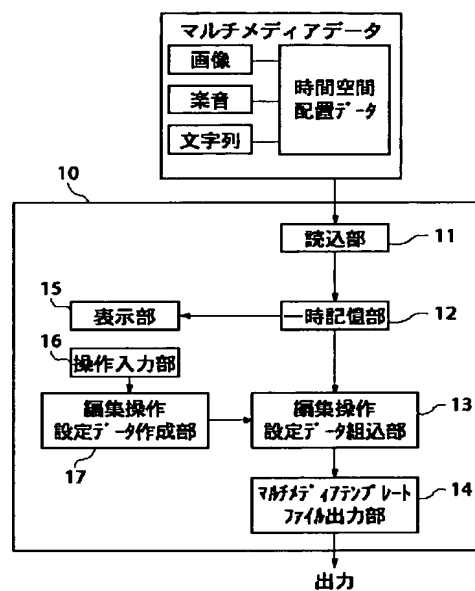 マルチメディアデータ
画像
楽音
文字列
時間空間
配置データ
10
読込部
11
15
表示部
一時記憶部
12
16
操作入力部
編集操作
設定データ作成部
17
編集操作
設定データ組込部
13
マルチメディアテンプレート
ファイル出力部
14
出力